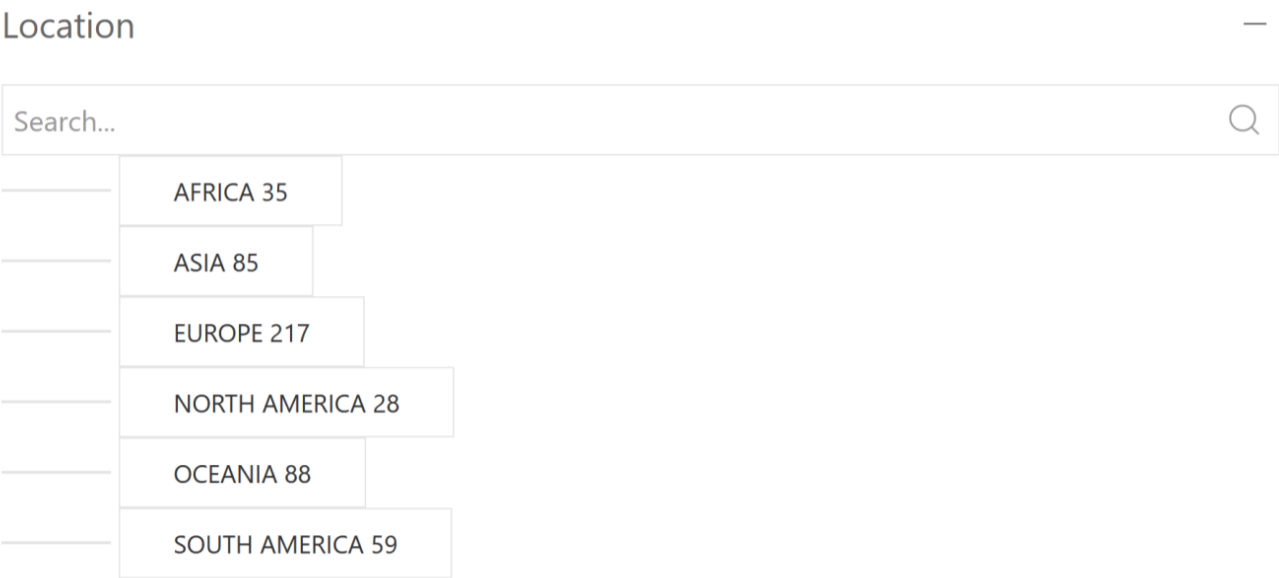 Location
Search...
AFRICA 35
ASIA 85
EUROPE 217
NORTH AMERICA 28
OCEANIA 88
SOUTH AMERICA 59